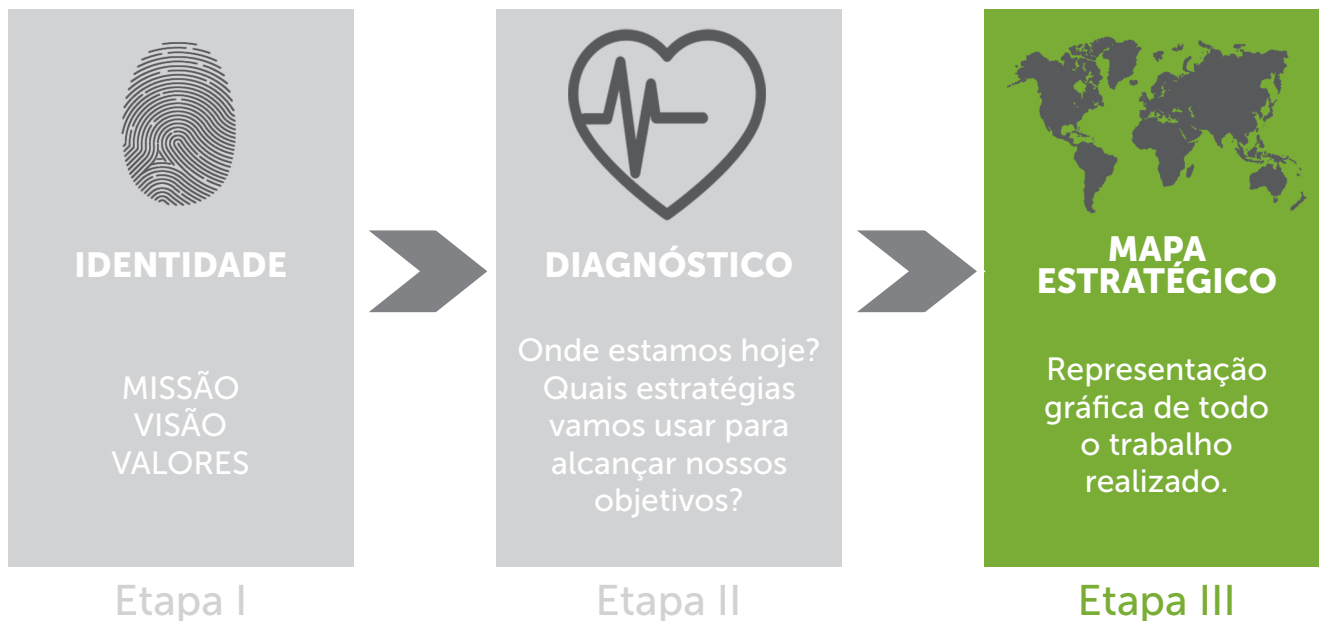 IDENTIDADE
MISSÃO
VISÃO
VALORES
Etapa I
DIAGNÓSTICO
Onde estamos hoje?
Quais estratégias
vamos usar para
alcançar nossos
objetivos?
Etapa II
MAPA
ESTRATÉGICO
Representação
gráfica de todo
o trabalho
realizado.
Etapa III